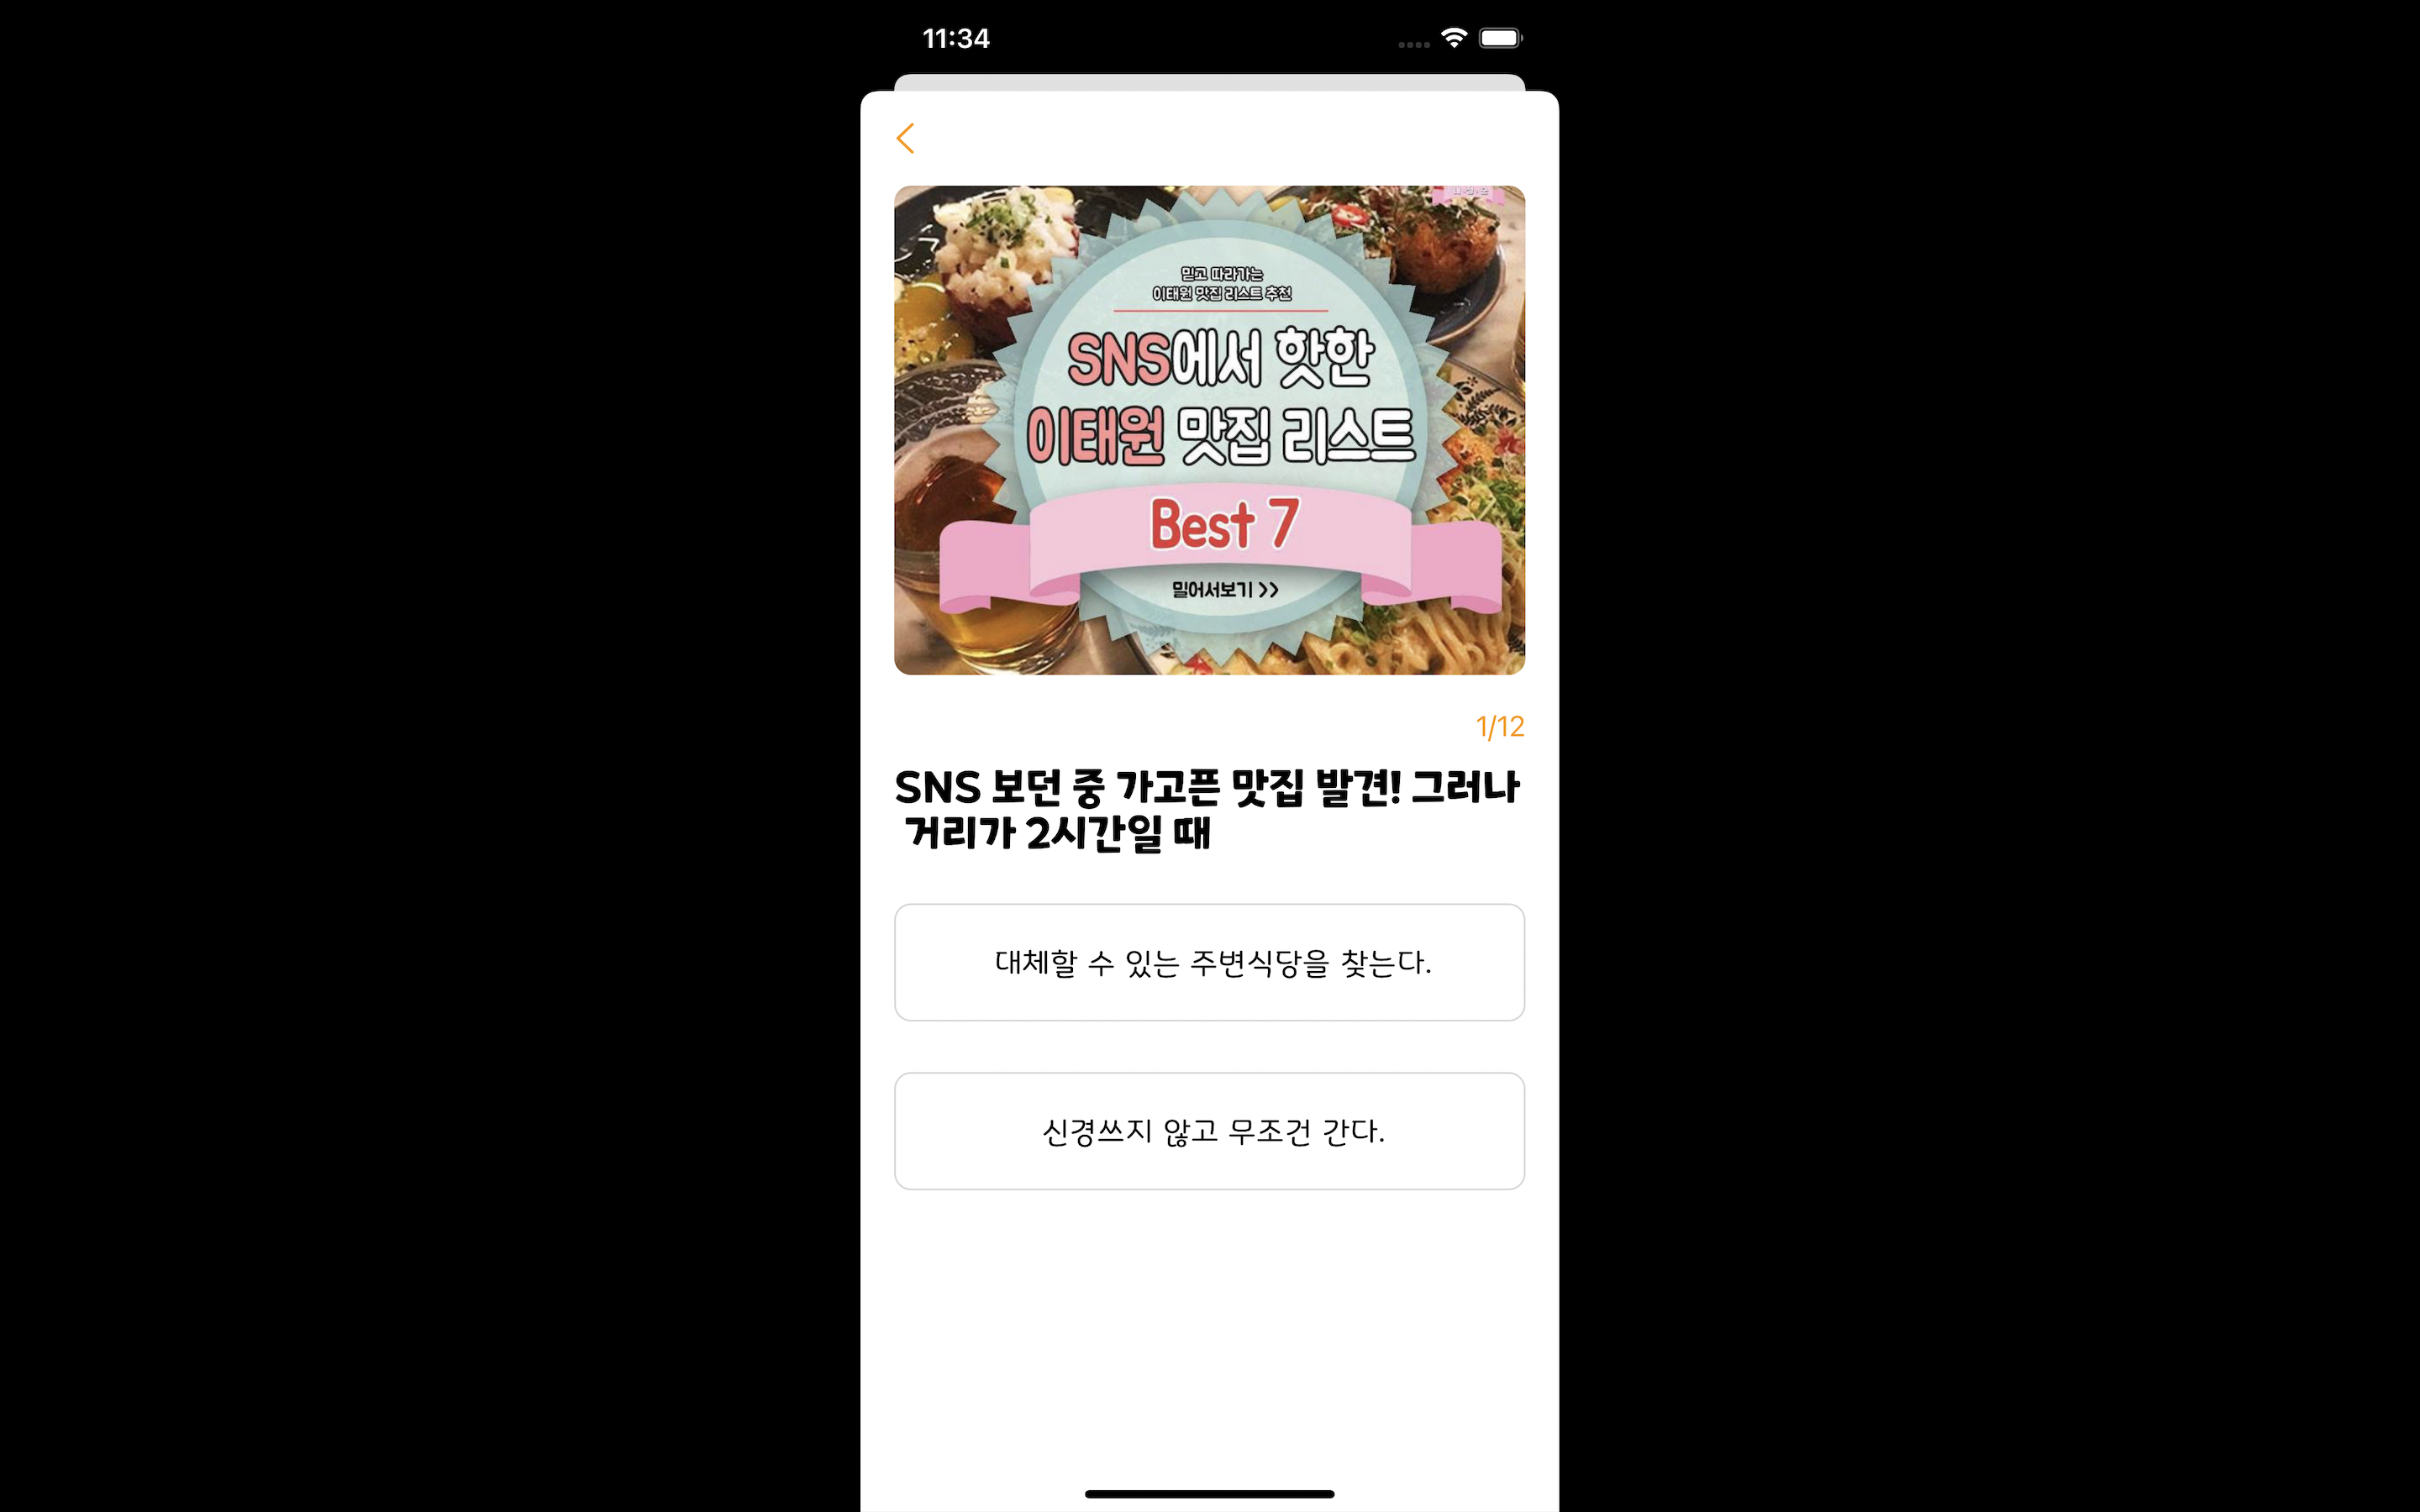 11:34
믿고 따라가는
이태원 맛집 리스트 추천
SNS에서 핫한
이태원 맛집 리스트
Best 7
밀어서보기 >>
1/12
SNS 보던 중 가고픈 맛집 발견! 그러나
거리가 2시간일 때
대체할 수 있는 주변식당을 찾는다.
신경쓰지 않고 무조건 간다.